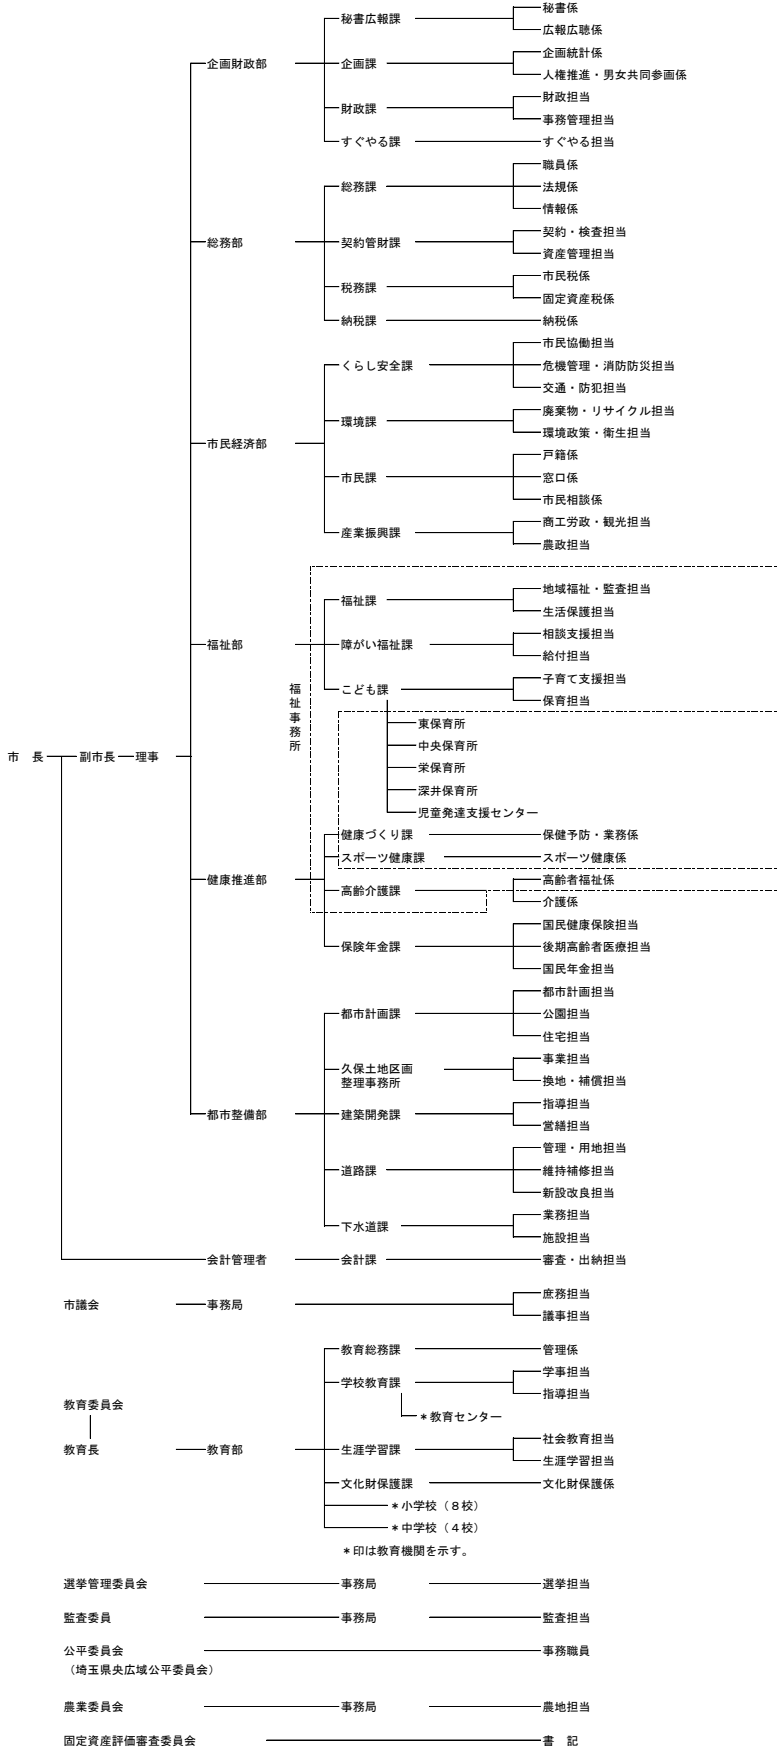 秘書係
秘書広報課
広報広聴係
企画統計係
企画財政部
企画課
人権推進・男女共同参画係
財政担当
財政課
事務管理担当
すぐやる課
すぐやる担当
職員係
総務課
法規係
情報係
契約・検査担当
総務部
契約管財課
資産管理担当
市民税係
税務課
固定資産税係
納税課
納税係
市民協働担当
くらし安全課
危機管理・消防防災担当
交通・防犯担当
廃棄物・リサイクル担当
環境課
環境政策・衛生担当
市民経済部
戸籍係
市民課
窓口係
市民相談係
商工労政・観光担当
産業振興課
農政担当
地域福祉・監査担当
福祉課
生活保護担当
相談支援担当
福祉部
障がい福祉課
給付担当
子育て支援担当
こども課
保育担当
福祉事務所
東保育所
中央保育所
市　長
副市長
理事
栄保育所
深井保育所
児童発達支援センター
健康づくり課
保健予防・業務係
スポーツ健康課
スポーツ健康係
健康推進部
高齢者福祉係
高齢介護課
介護係
国民健康保険担当
保険年金課
後期高齢者医療担当
国民年金担当
都市計画担当
都市計画課
公園担当
住宅担当
事業担当
久保土地区画
整理事務所
換地・補償担当
指導担当
都市整備部
建築開発課
営繕担当
管理・用地担当
道路課
維持補修担当
新設改良担当
業務担当
下水道課
施設担当
会計管理者
会計課
審査・出納担当
庶務担当
市議会
事務局
議事担当
教育総務課
管理係
学事担当
学校教育課
指導担当
教育委員会
＊教育センター
社会教育担当
教育長
教育部
生涯学習課
生涯学習担当
文化財保護課
文化財保護係
＊小学校（８校）
＊中学校（４校）
＊印は教育機関を示す。
選挙管理委員会
事務局
選挙担当
監査委員
事務局
監査担当
公平委員会
事務職員
（埼玉県央広域公平委員会）
農業委員会
事務局
農地担当
固定資産評価審査委員会
書　記